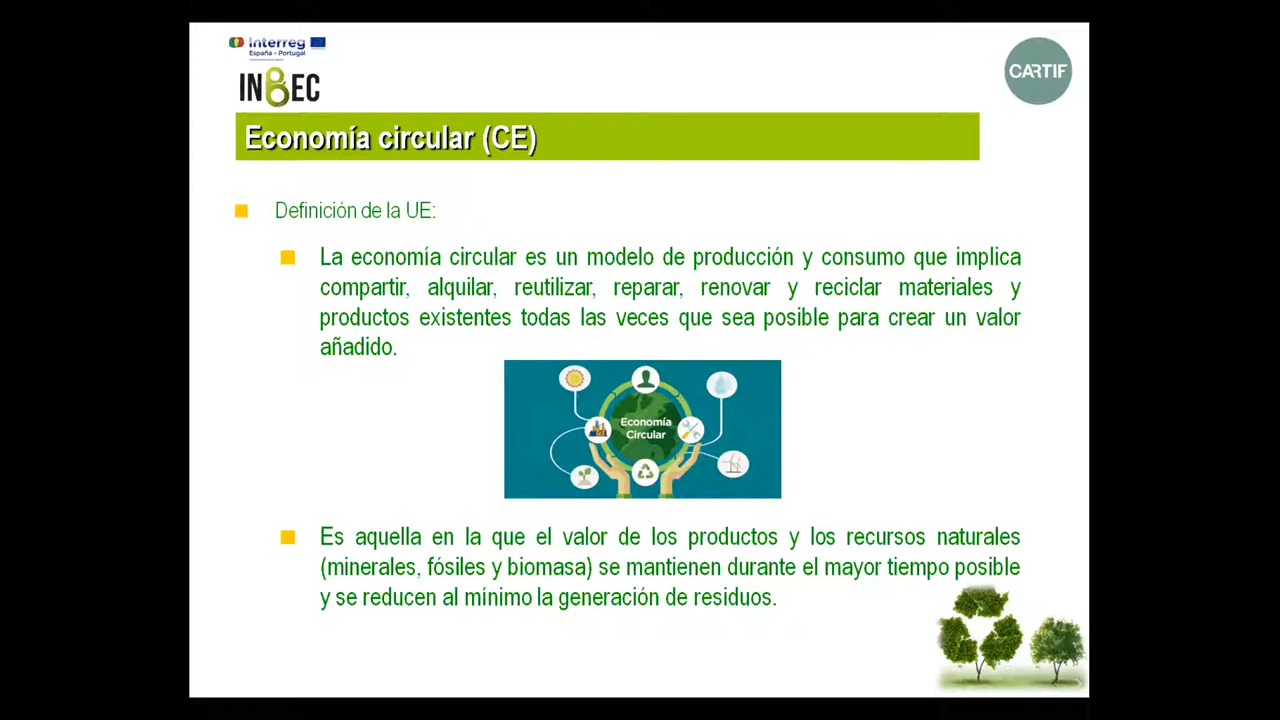 Interreg
España - Portugal
IN8EC
CARTIF
Economía circular (CE)
Definición de la UE:
La economía circular es un modelo de producción y consumo que implica
compartir, alquilar, reutilizar, reparar, renovar y reciclar materiales y
productos existentes todas las veces que sea posible para crear un valor
añadido.
Economía
Circular
Es aquella en la que el valor de los productos y los recursos naturales
(minerales, fósiles y biomasa) se mantienen durante el mayor tiempo posible
y se reducen al mínimo la generación de residuos.